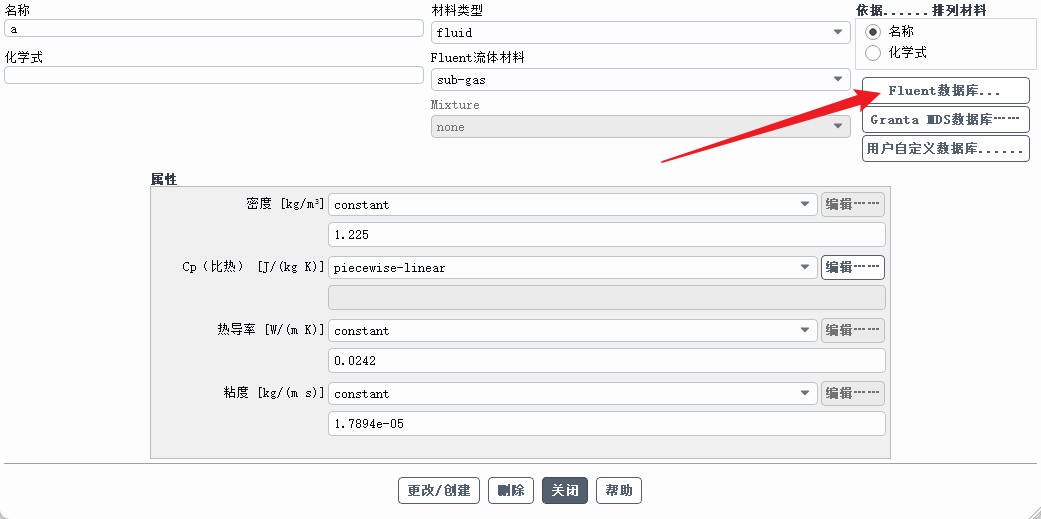 名称
a
化学式
材料类型
fluid
Fluent流体材料
sub-gas
Mixture
none
依据......排列材料
名称
化学式
Fluent数据库...
Granta MDS数据库……
用户自定义数据库......
属性
密度 [kg/m³] constant 编辑……
1.225
Cp（比热） [J/(kg K)] piecewise-linear 编辑……
热导率 [W/(m K)] constant 编辑……
0.0242
粘度 [kg/(m s)] constant 编辑……
1.7894e-05
更改/创建 删除 关闭 帮助